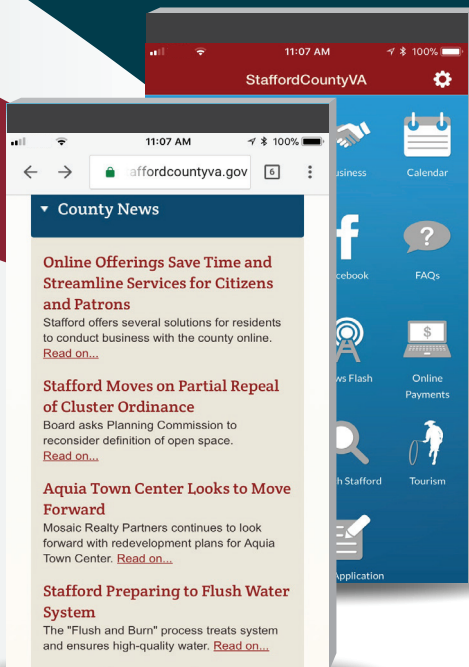 11:07 AM
100%
StaffordCountyVA
Calendar
FAQs
$
Online
Payments
Tourism
11:07 AM
100%
affordcountyva.gov
6
County News
Online Offerings Save Time and
Streamline Services for Citizens
and Patrons
Stafford offers several solutions for residents
to conduct business with the county online.
Read on...
Stafford Moves on Partial Repeal
of Cluster Ordinance
Board asks Planning Commission to
reconsider definition of open space.
Read on...
Aquia Town Center Looks to Move
Forward
Mosaic Realty Partners continues to look
forward with redevelopment plans for Aquia
Town Center. Read on...
Stafford Preparing to Flush Water
System
The "Flush and Burn" process treats system
and ensures high-quality water. Read on...
usiness
cebook
ws Flash
h Stafford
Application